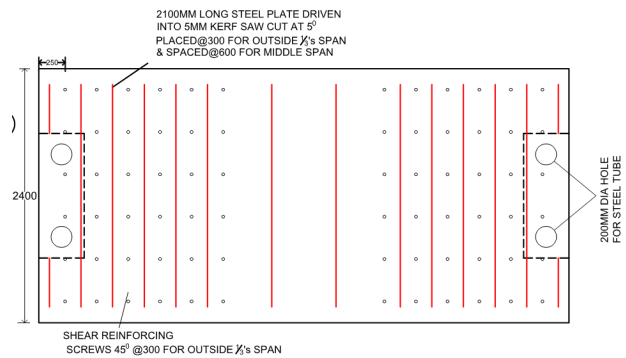 2100MM LONG STEEL PLATE DRIVEN
INTO 5MM KERF SAW CUT AT 5⁰
PLACED@300 FOR OUTSIDE ⅓'s SPAN
& SPACED@600 FOR MIDDLE SPAN
250
)
2400
200MM DIA HOLE
FOR STEEL TUBE
SHEAR REINFORCING
SCREWS 45⁰ @300 FOR OUTSIDE ⅓'s SPAN